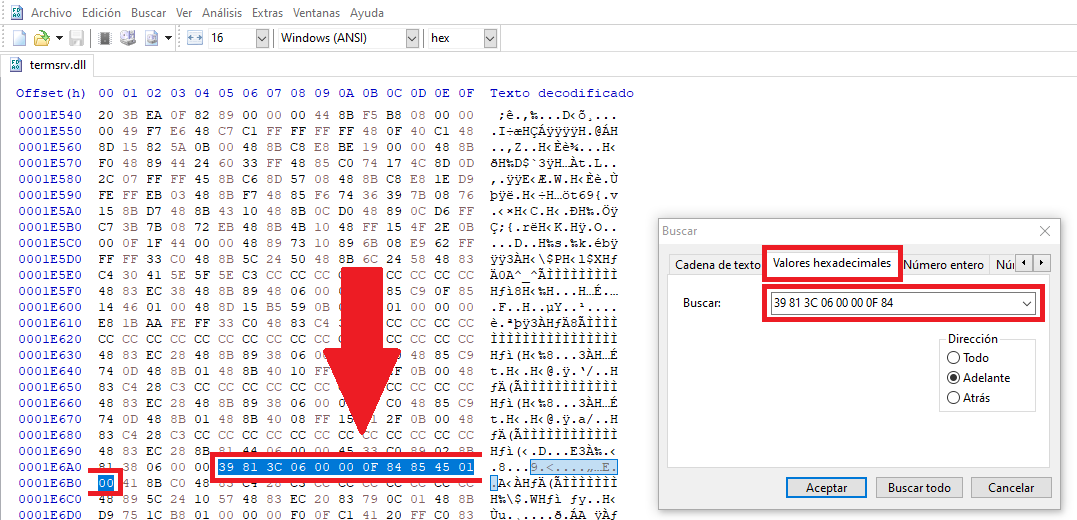 Archivo Edición Buscar Ver Análisis Extras Ventanas Ayuda
16 Windows (ANSI) hex
termsrv.dll
Offset(h) 00 01 02 03 04 05 06 07 08 09 0A 0B 0C 0D 0E 0F Texto decodificado
0001E540 20 3B EA 0F 82 89 00 00 00 44 8B F5 B8 08 00 00 ;ê.‚‰...D‹õ¸...
0001E550 00 49 F7 E6 48 C7 C1 FF FF FF FF 48 0F 40 C1 48 .I÷æHÇÁÿÿÿÿH.@ÁH
0001E560 8D 15 82 5A 0B 00 48 8B C8 E8 BE 19 00 00 48 8B ..‚Z..H‹Èè¾...H‹
0001E570 F0 48 89 44 24 60 33 FF 48 85 C0 74 17 4C 8D 0D ðH‰D$`3ÿH…Àt.L..
0001E580 2C 07 FF FF 45 8B C6 8D 57 08 48 8B C8 E8 1E D9 ,.ÿÿE‹Æ.W.H‹Èè.Ù
0001E590 FE FF EB 03 48 8B F7 48 85 F6 74 36 39 7B 08 76 þÿë.H‹÷H…öt69{.v
0001E5A0 15 8B D7 48 8B 43 10 48 8B 0C D0 48 89 0C D6 FF .‹×H‹C.H‹.ÐH‰.Öÿ
0001E5B0 C7 3B 7B 08 72 EB 48 8B 4B 10 48 FF 15 4F 2E 0B Ç;{.rëH‹K.Hÿ.O..
0001E5C0 00 0F 1F 44 00 00 48 89 73 10 89 6B 08 E9 62 FF ...D..H‰s.‰k.ébÿ
0001E5D0 FF FF 33 C0 48 8B 5C 24 50 48 8B 6C 24 58 48 83 ÿÿ3ÀH‹\$PH‹l$XHƒ
0001E5E0 C4 30 41 5E 5F 5E C3 CC CC CC CC CC CC CC Ä0A^_^ÃÌÌÌÌÌÌÌÌÌ
0001E5F0 48 83 EC 38 48 8B 89 48 06 00 85 C9 0F 85 Hƒì8H‹‰H...H…É.…
0001E600 14 46 01 00 48 8D 15 B5 59 0B 00 00 00 .F..H..µY..¹....
0001E610 E8 1B AA FE FF 33 C0 48 83 C4 CC CC CC CC è.ªþÿ3ÀHƒÄ8ÃÌÌÌÌ
0001E620 CC CC CC CC CC CC CC CC CC CC CC CC CC CC ÌÌÌÌÌÌÌÌÌÌÌÌÌÌÌÌ
0001E630 48 83 EC 28 48 8B 89 38 06 00 48 85 C9 Hƒì(H‹‰8...3ÀH…É
0001E640 74 0D 48 8B 01 48 8B 40 10 FF 0B 00 48 t.H‹.H‹@.ÿ.‘/..H
0001E650 83 C4 28 C3 CC CC CC CC CC CC CC CC CC ƒÄ(ÃÌÌÌÌÌÌÌÌÌÌÌÌ
0001E660 48 83 EC 28 48 8B 89 38 06 00 C0 48 85 C9 Hƒì(H‹‰8...3ÀH…É
0001E670 74 0D 48 8B 01 48 8B 40 08 FF 15 2F 0B 00 48 t.H‹.H‹@.ÿ.a/..H
0001E680 83 C4 28 C3 CC CC CC CC CC CC CC CC CC CC CC CC ƒÄ(ÃÌÌÌÌÌÌÌÌÌÌÌÌ
0001E690 48 83 EC 28 8B 81 44 06 00 00 45 33 C0 89 02 8B Hƒì(‹.D...E3À‰.‹
0001E6A0 81 38 06 00 00 39 81 3C 06 00 00 0F 84 85 45 01 .8...9.<....„…E.
0001E6B0 00 41 8B C0 48 83 C4 28 C3 CC CC CC CC CC CC CC .A‹ÀHƒÄ(ÃÌÌÌÌÌÌÌ
0001E6C0 48 89 5C 24 10 57 48 83 EC 20 83 79 0C 01 48 8B H‰\$.WHƒì ƒy..H‹
0001E6D0 D9 75 1C B8 01 00 00 00 F0 0F C1 41 20 FF C0 83 Ùu.¸....ð.ÁA ÿÀƒ
Buscar
Cadena de texto Valores hexadecimales Número entero
Buscar: 39 81 3C 06 00 00 0F 84
Dirección
Todo
Adelante
Atrás
Aceptar Buscar todo Cancelar